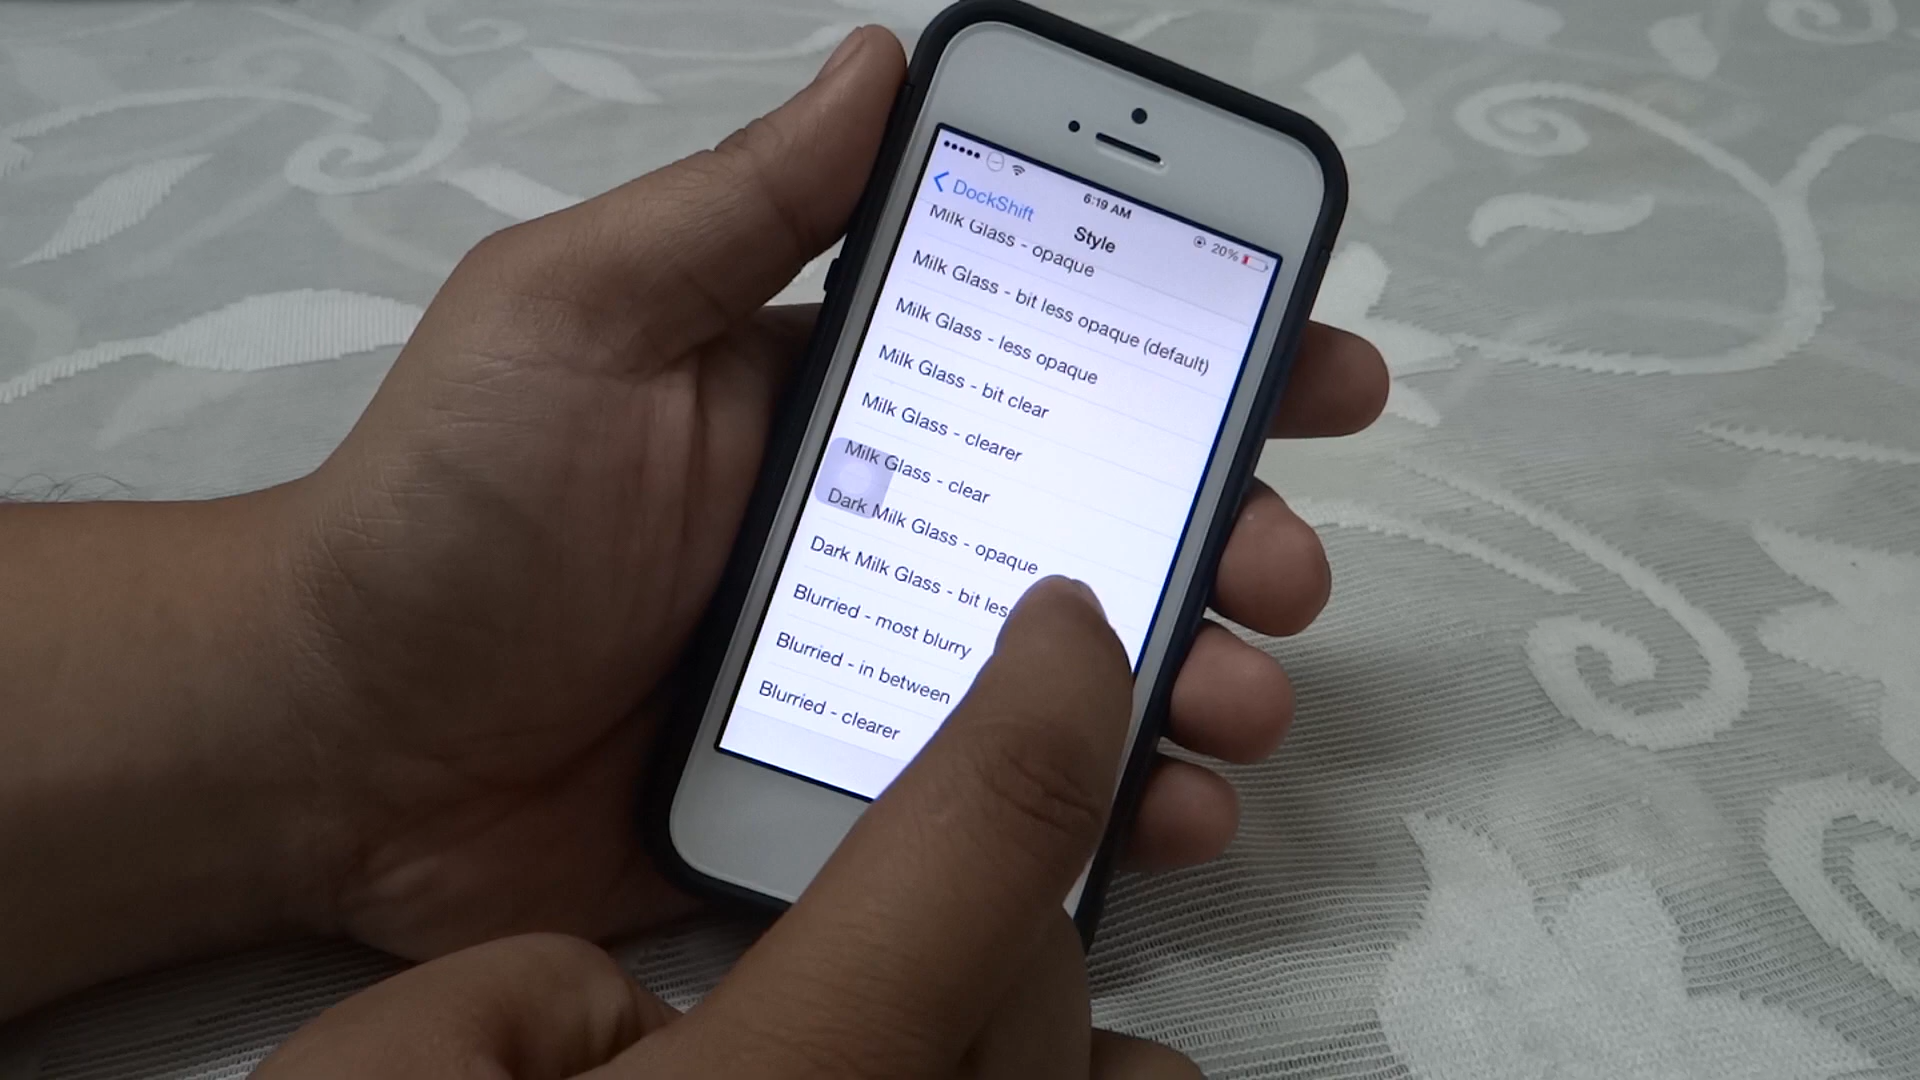 6:19 AM
20%
DockShift
Style
Milk Glass - opaque
Milk Glass - bit less opaque (default)
Milk Glass - less opaque
Milk Glass - bit clear
Milk Glass - clearer
Milk Glass - clear
Dark Milk Glass - opaque
Dark Milk Glass - bit les
Blurried - most blurry
Blurried - in between
Blurried - clearer